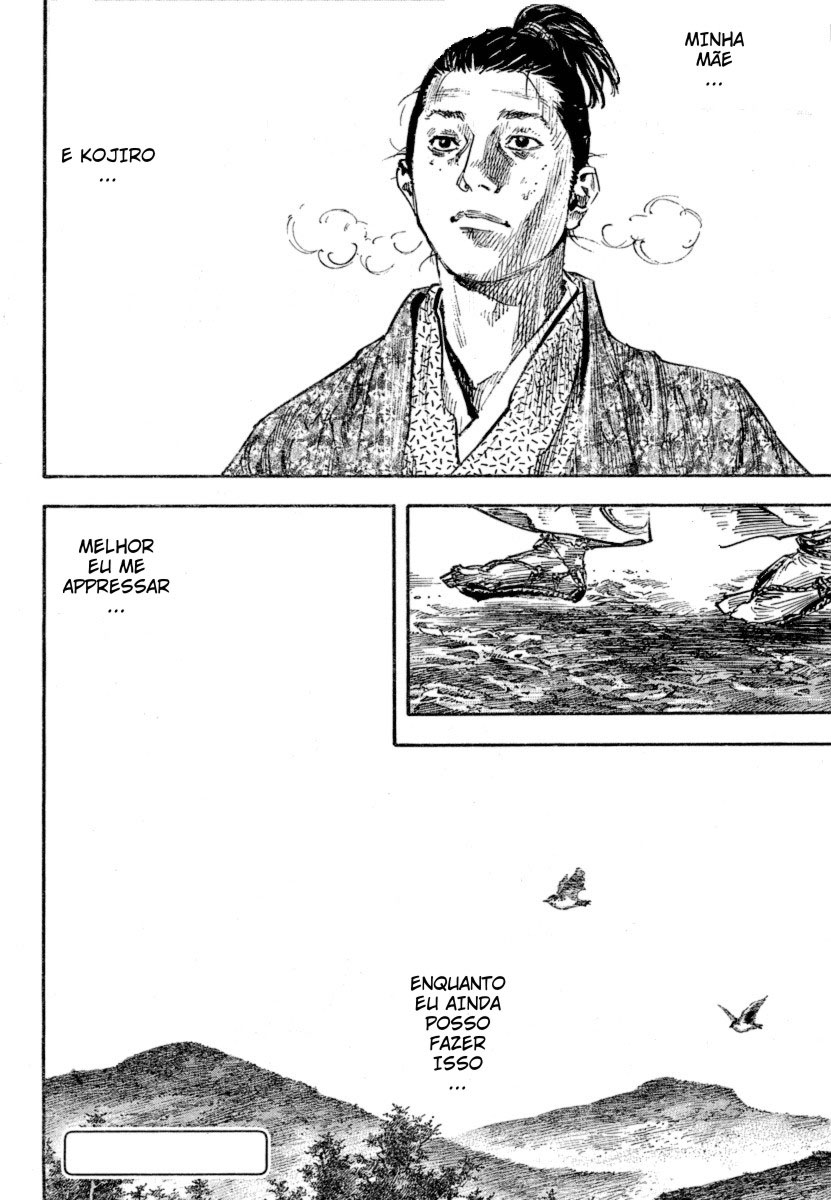 MINHA
MÃE
...
E KOJIRO
...
MELHOR
EU ME
APPRESSAR
...
ENQUANTO
EU AINDA
POSSO
FAZER
ISSO
...